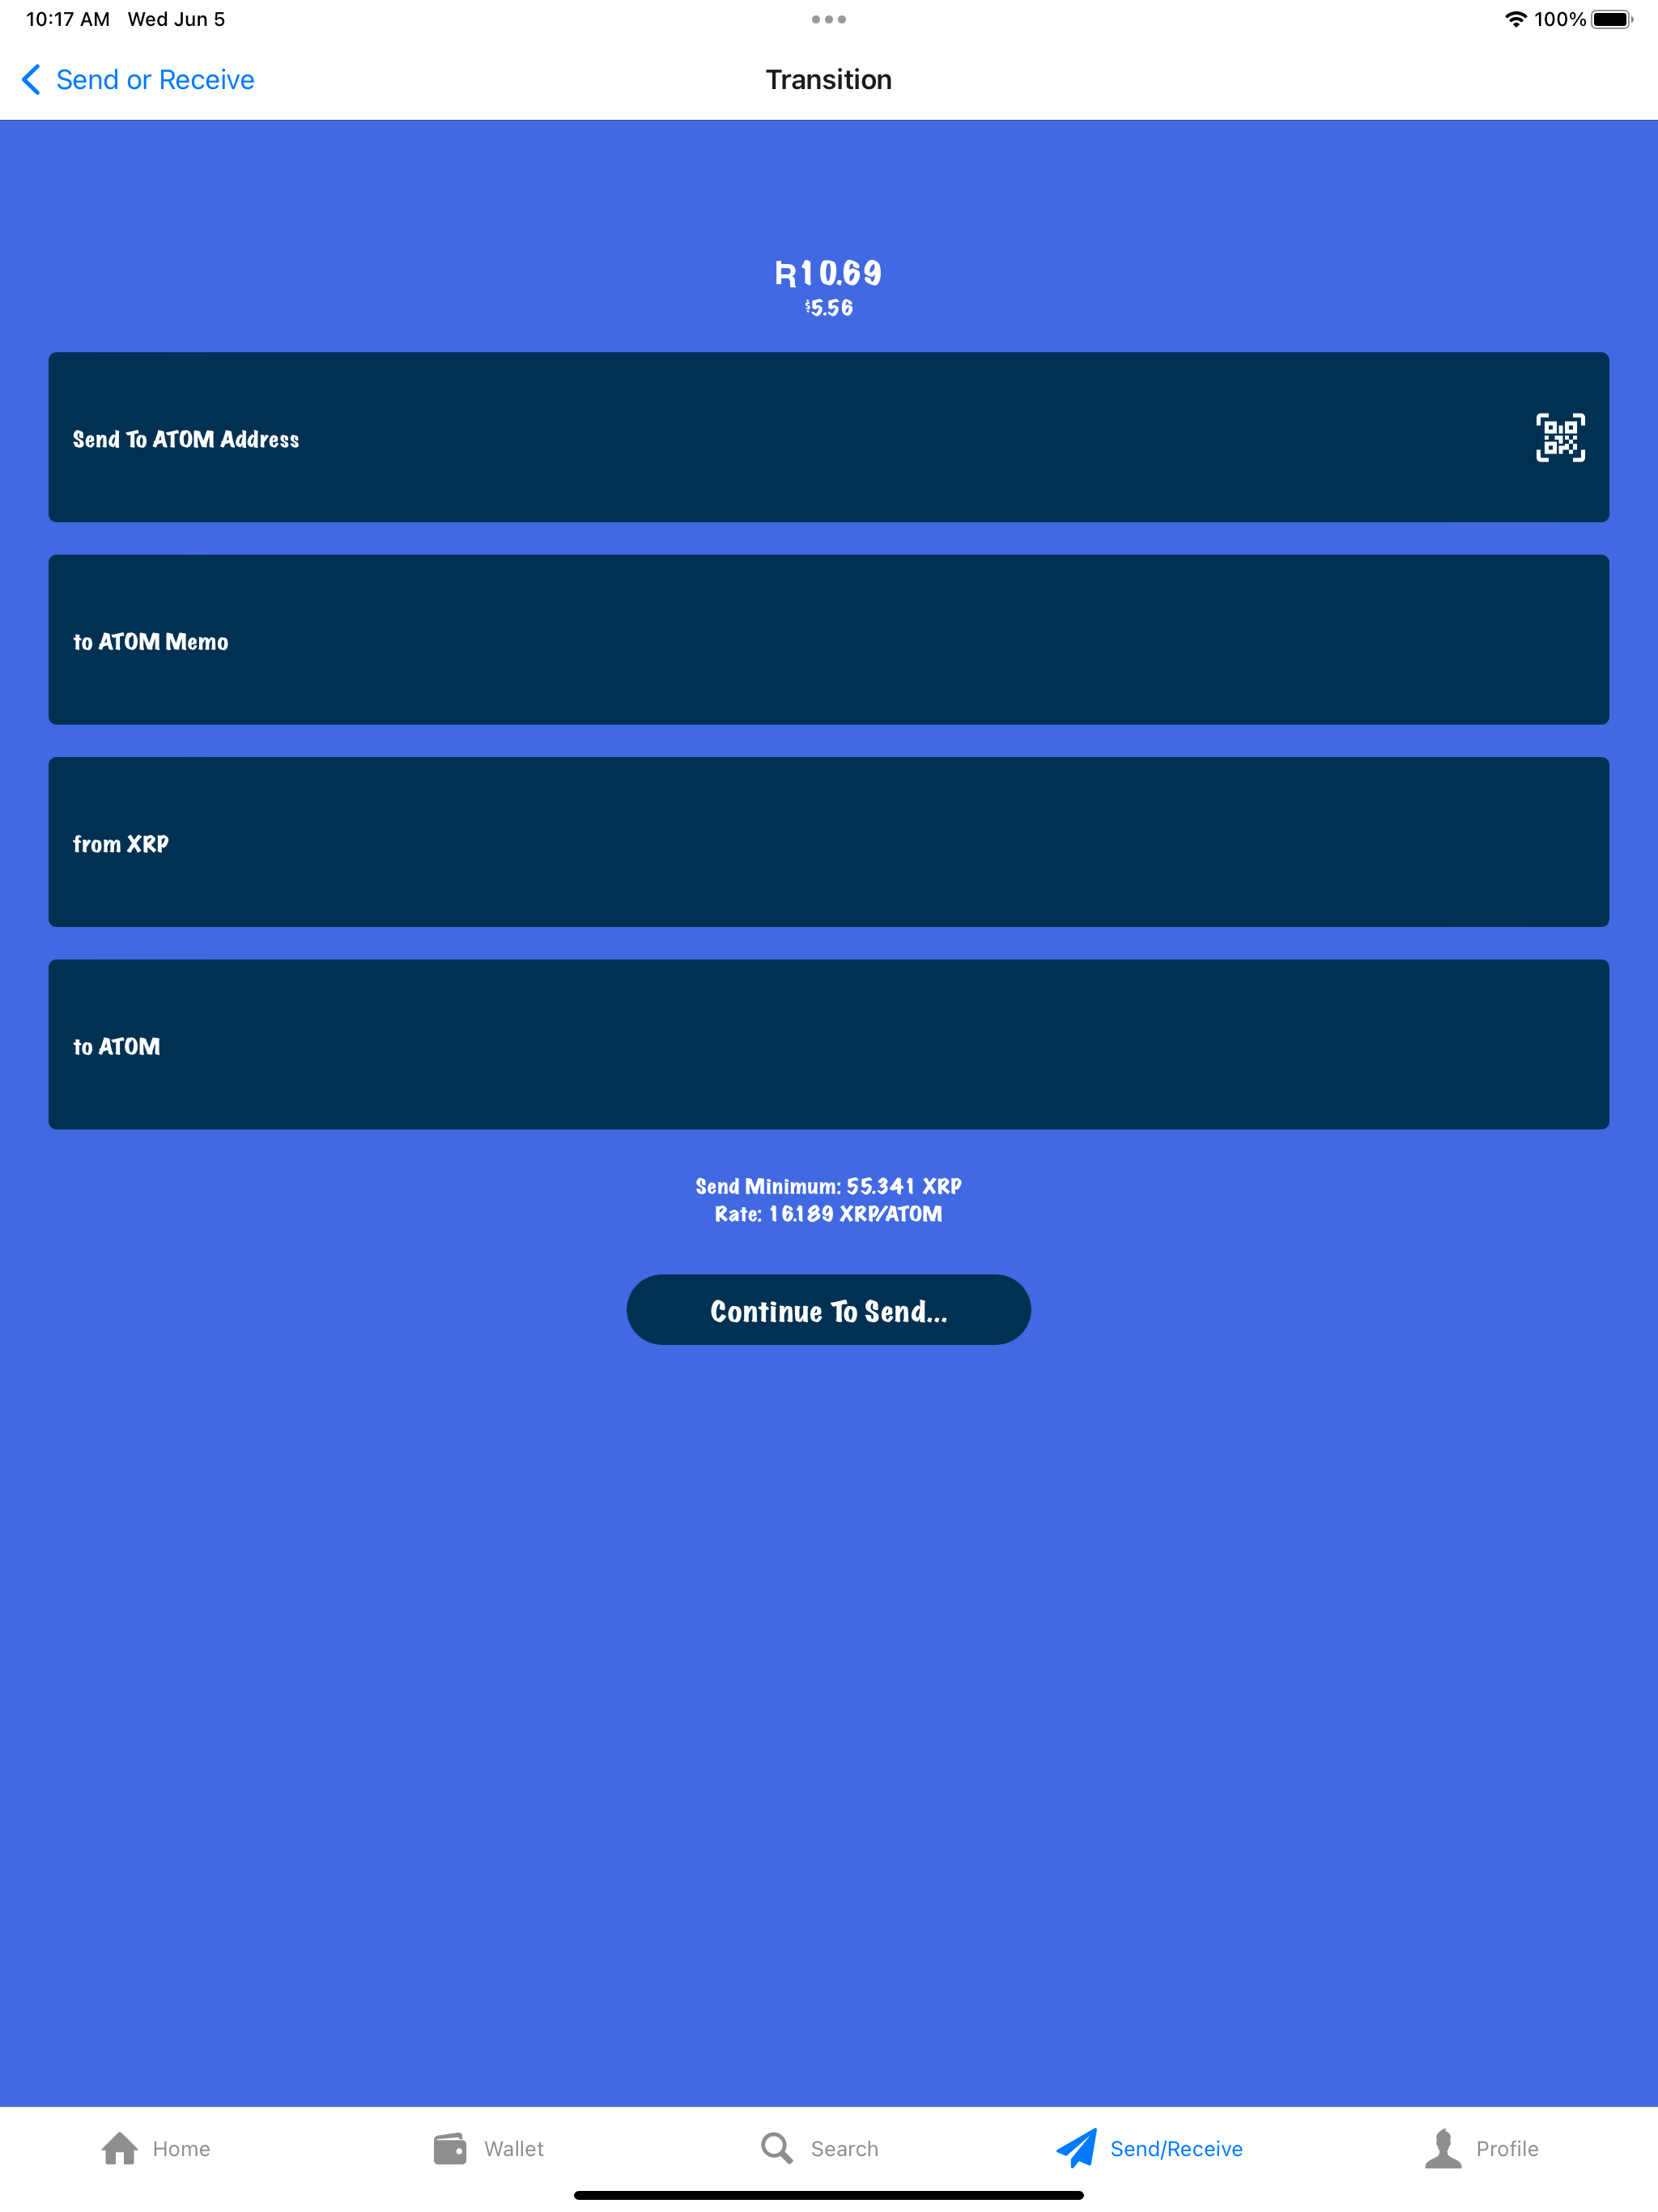 10:17 AM Wed Jun 5
100%
Send or Receive
Transition
R10.69
$5.56
Send To ATOM Address
to ATOM Memo
from XRP
to ATOM
Send Minimum: 55.341 XRP
Rate: 16.189 XRP/ATOM
Continue To Send...
Home
Wallet
Search
Send/Receive
Profile